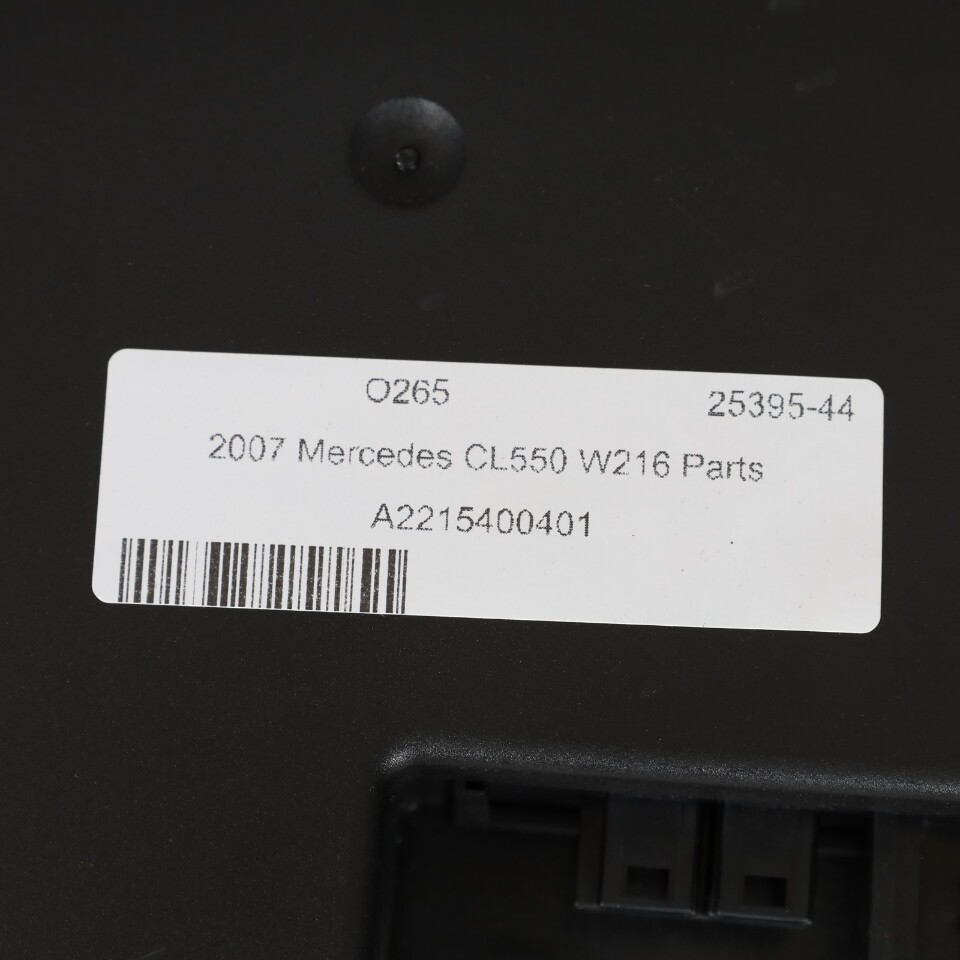 O265 25395-44
2007 Mercedes CL550 W216 Parts
A2215400401